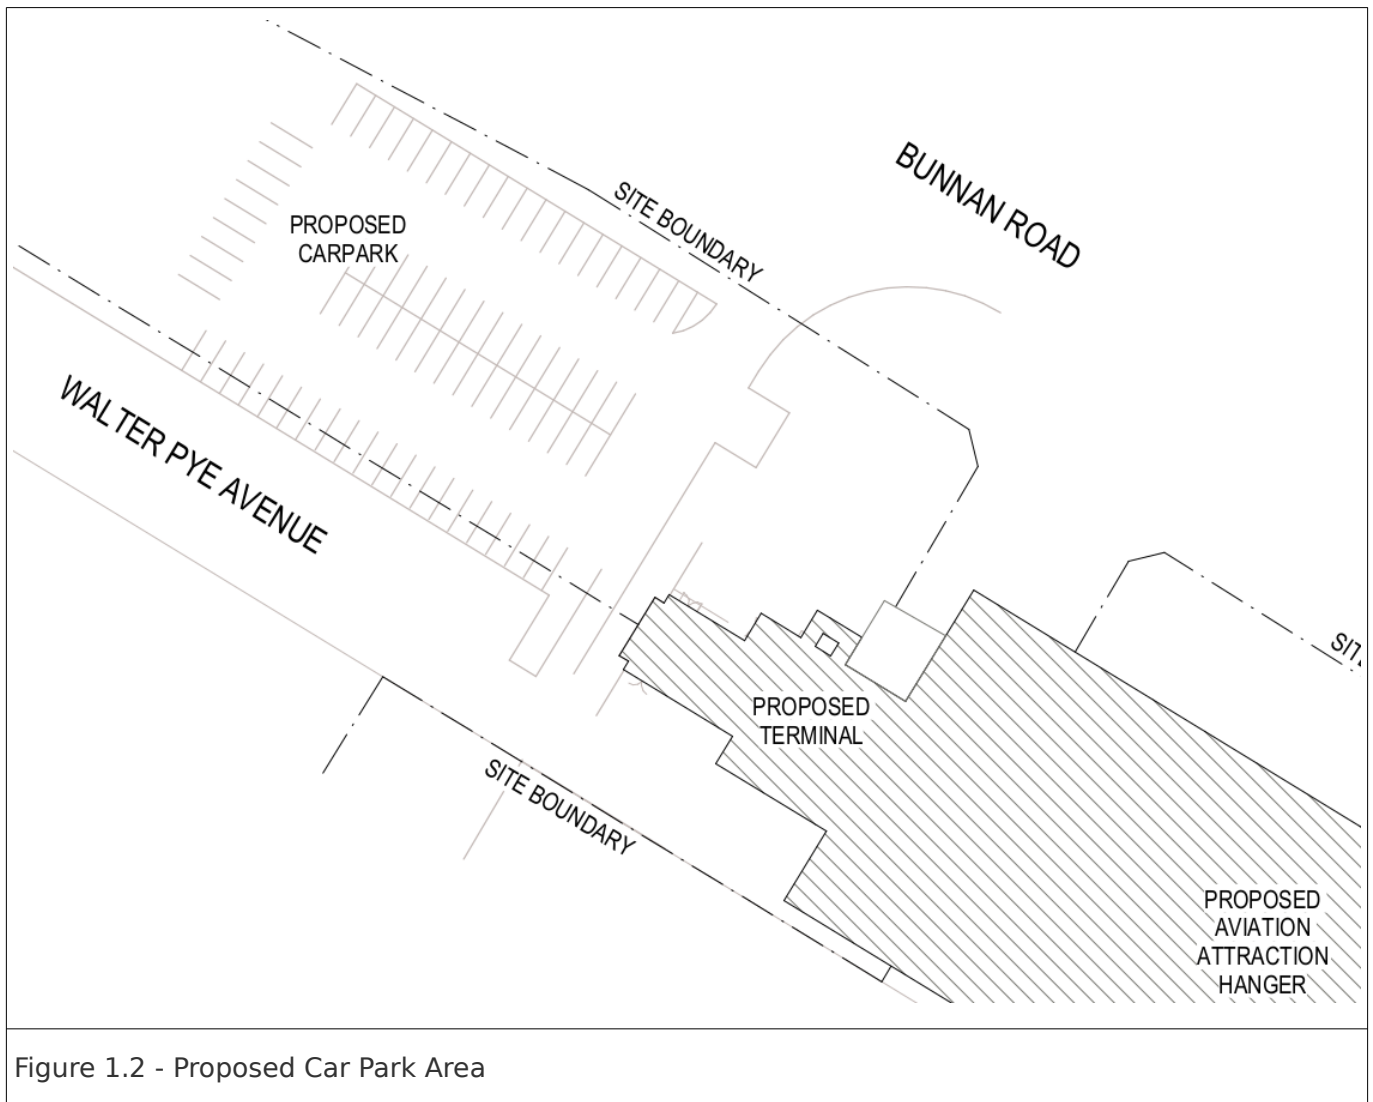 BUNNAN ROAD
SITE BOUNDARY
PROPOSED
CARPARK
WALTER PYE AVENUE
SIT
PROPOSED
TERMINAL
SITE BOUNDARY
PROPOSED
AVIATION
ATTRACTION
HANGER
Figure 1.2 - Proposed Car Park Area